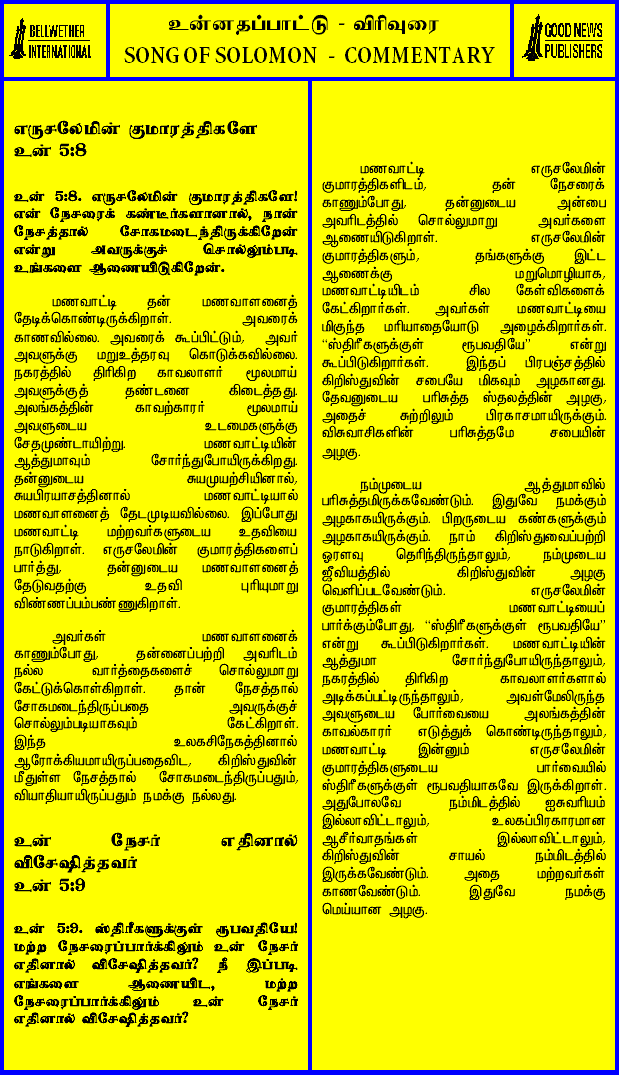 BELLWETHER
INTERNATIONAL
உன்னதப்பாட்டு - விரிவுரை
SONG OF SOLOMON - COMMENTARY
GOOD NEWS
PUBLISHERS
எருசலேமின் குமாரத்திகளே
உன் 5:8
உன் 5:8. எருசலேமின் குமாரத்திகளே!
என் நேசரைக் கண்டீர்களானால், நான்
நேசத்தால் சோகமடைந்திருக்கிறேன்
என்று அவருக்குச் சொல்லும்படி
உங்களை ஆணையிடுகிறேன்.
மணவாட்டி தன் மணவாளனைத்
தேடிக்கொண்டிருக்கிறாள். அவரைக்
காணவில்லை. அவரைக் கூப்பிட்டும், அவர்
அவளுக்கு மறுஉத்தரவு கொடுக்கவில்லை.
நகரத்தில் திரிகிற காவலாளர் மூலமாய்
அவளுக்குத் தண்டனை கிடைத்தது.
அலங்கத்தின் காவற்காரர் மூலமாய்
அவளுடைய உடமைகளுக்கு
சேதமுண்டாயிற்று. மணவாட்டியின்
ஆத்துமாவும் சோர்ந்துபோயிருக்கிறது.
தன்னுடைய சுயமுயற்சியினால்,
சுயபிரயாசத்தினால் மணவாட்டியால்
மணவாளனைத் தேடமுடியவில்லை. இப்போது
மணவாட்டி மற்றவர்களுடைய உதவியை
நாடுகிறாள். எருசலேமின் குமாரத்திகளைப்
பார்த்து, தன்னுடைய மணவாளனைத்
தேடுவதற்கு உதவி புரியுமாறு
விண்ணப்பம்பண்ணுகிறாள்.
அவர்கள் மணவாளனைக்
காணும்போது, தன்னைப்பற்றி அவரிடம்
நல்ல வார்த்தைகளைச் சொல்லுமாறு
கேட்டுக்கொள்கிறாள். தான் நேசத்தால்
சோகமடைந்திருப்பதை அவருக்குச்
சொல்லும்படியாகவும் கேட்கிறாள்.
இந்த உலகசிநேகத்தினால்
ஆரோக்கியமாயிருப்பதைவிட, கிறிஸ்துவின்
மீதுள்ள நேசத்தால் சோகமடைந்திருப்பதும்,
வியாதியாயிருப்பதும் நமக்கு நல்லது.
உன் நேசர் எதினால்
விசேஷித்தவர்
உன் 5:9
உன் 5:9. ஸ்திரீகளுக்குள் ரூபவதியே!
மற்ற நேசரைப்பார்க்கிலும் உன் நேசர்
எதினால் விசேஷித்தவர்? நீ இப்படி
எங்களை ஆணையிட, மற்ற
நேசரைப்பார்க்கிலும் உன் நேசர்
எதினால் விசேஷித்தவர்?
மணவாட்டி எருசலேமின்
குமாரத்திகளிடம், தன் நேசரைக்
காணும்போது, தன்னுடைய அன்பை
அவரிடத்தில் சொல்லுமாறு அவர்களை
ஆணையிடுகிறாள். எருசலேமின்
குமாரத்திகளும், தங்களுக்கு இட்ட
ஆணைக்கு மறுமொழியாக,
மணவாட்டியிடம் சில கேள்விகளைக்
கேட்கிறார்கள். அவர்கள் மணவாட்டியை
மிகுந்த மரியாதையோடு அழைக்கிறார்கள்.
“ஸ்திரீகளுக்குள் ரூபவதியே” என்று
கூப்பிடுகிறார்கள். இந்தப் பிரபஞ்சத்தில்
கிறிஸ்துவின் சபையே மிகவும் அழகானது.
தேவனுடைய பரிசுத்த ஸ்தலத்தின் அழகு,
அதைச் சுற்றிலும் பிரகாசமாயிருக்கும்.
விசுவாசிகளின் பரிசுத்தமே சபையின்
அழகு.
நம்முடைய ஆத்துமாவில்
பரிசுத்தமிருக்கவேண்டும். இதுவே நமக்கும்
அழகாகயிருக்கும். பிறருடைய கண்களுக்கும்
அழகாகயிருக்கும். நாம் கிறிஸ்துவைப்பற்றி
ஓரளவு தெரிந்திருந்தாலும், நம்முடைய
ஜீவியத்தில் கிறிஸ்துவின் அழகு
வெளிப்படவேண்டும். எருசலேமின்
குமாரத்திகள் மணவாட்டியைப்
பார்க்கும்போது, “ஸ்திரீகளுக்குள் ரூபவதியே”
என்று கூப்பிடுகிறார்கள். மணவாட்டியின்
ஆத்துமா சோர்ந்துபோயிருந்தாலும்,
நகரத்தில் திரிகிற காவலாளர்களால்
அடிக்கப்பட்டிருந்தாலும், அவள்மேலிருந்த
அவளுடைய போர்வையை அலங்கத்தின்
காவல்காரர் எடுத்துக் கொண்டிருந்தாலும்,
மணவாட்டி இன்னும் எருசலேமின்
குமாரத்திகளுடைய பார்வையில்
ஸ்திரீகளுக்குள் ரூபவதியாகவே இருக்கிறாள்.
அதுபோலவே நம்மிடத்தில் ஐசுவரியம்
இல்லாவிட்டாலும், உலகப்பிரகாரமான
ஆசீர்வாதங்கள் இல்லாவிட்டாலும்,
கிறிஸ்துவின் சாயல் நம்மிடத்தில்
இருக்கவேண்டும். அதை மற்றவர்கள்
காணவேண்டும். இதுவே நமக்கு
மெய்யான அழகு.